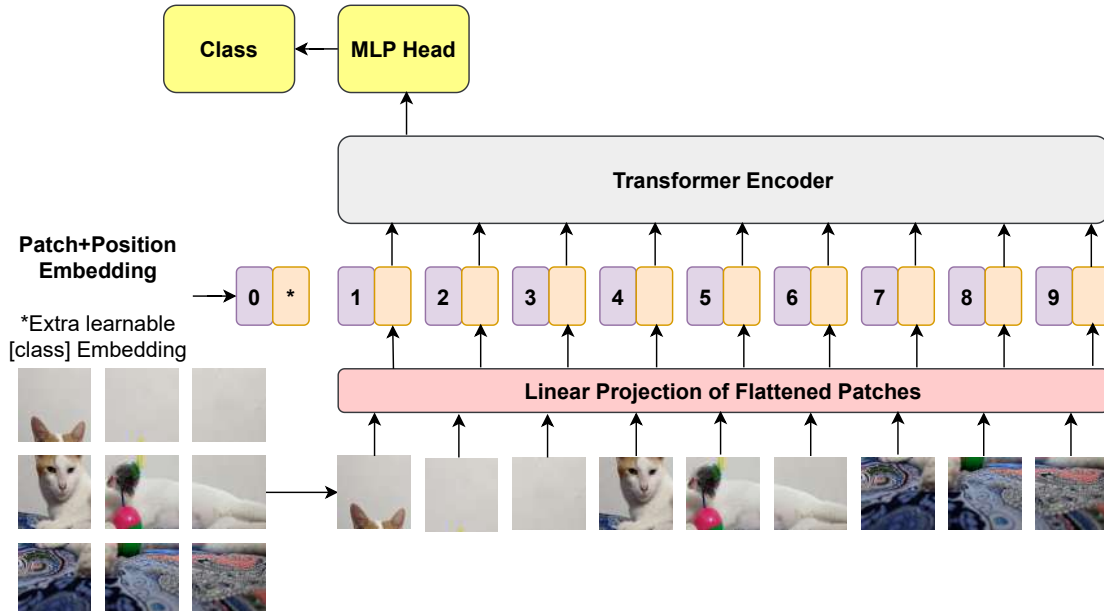 Class
MLP Head
Transformer Encoder
Patch+Position
Embedding
0 * 1 2 3 4 5 6 7 8 9
*Extra learnable
[class] Embedding
Linear Projection of Flattened Patches